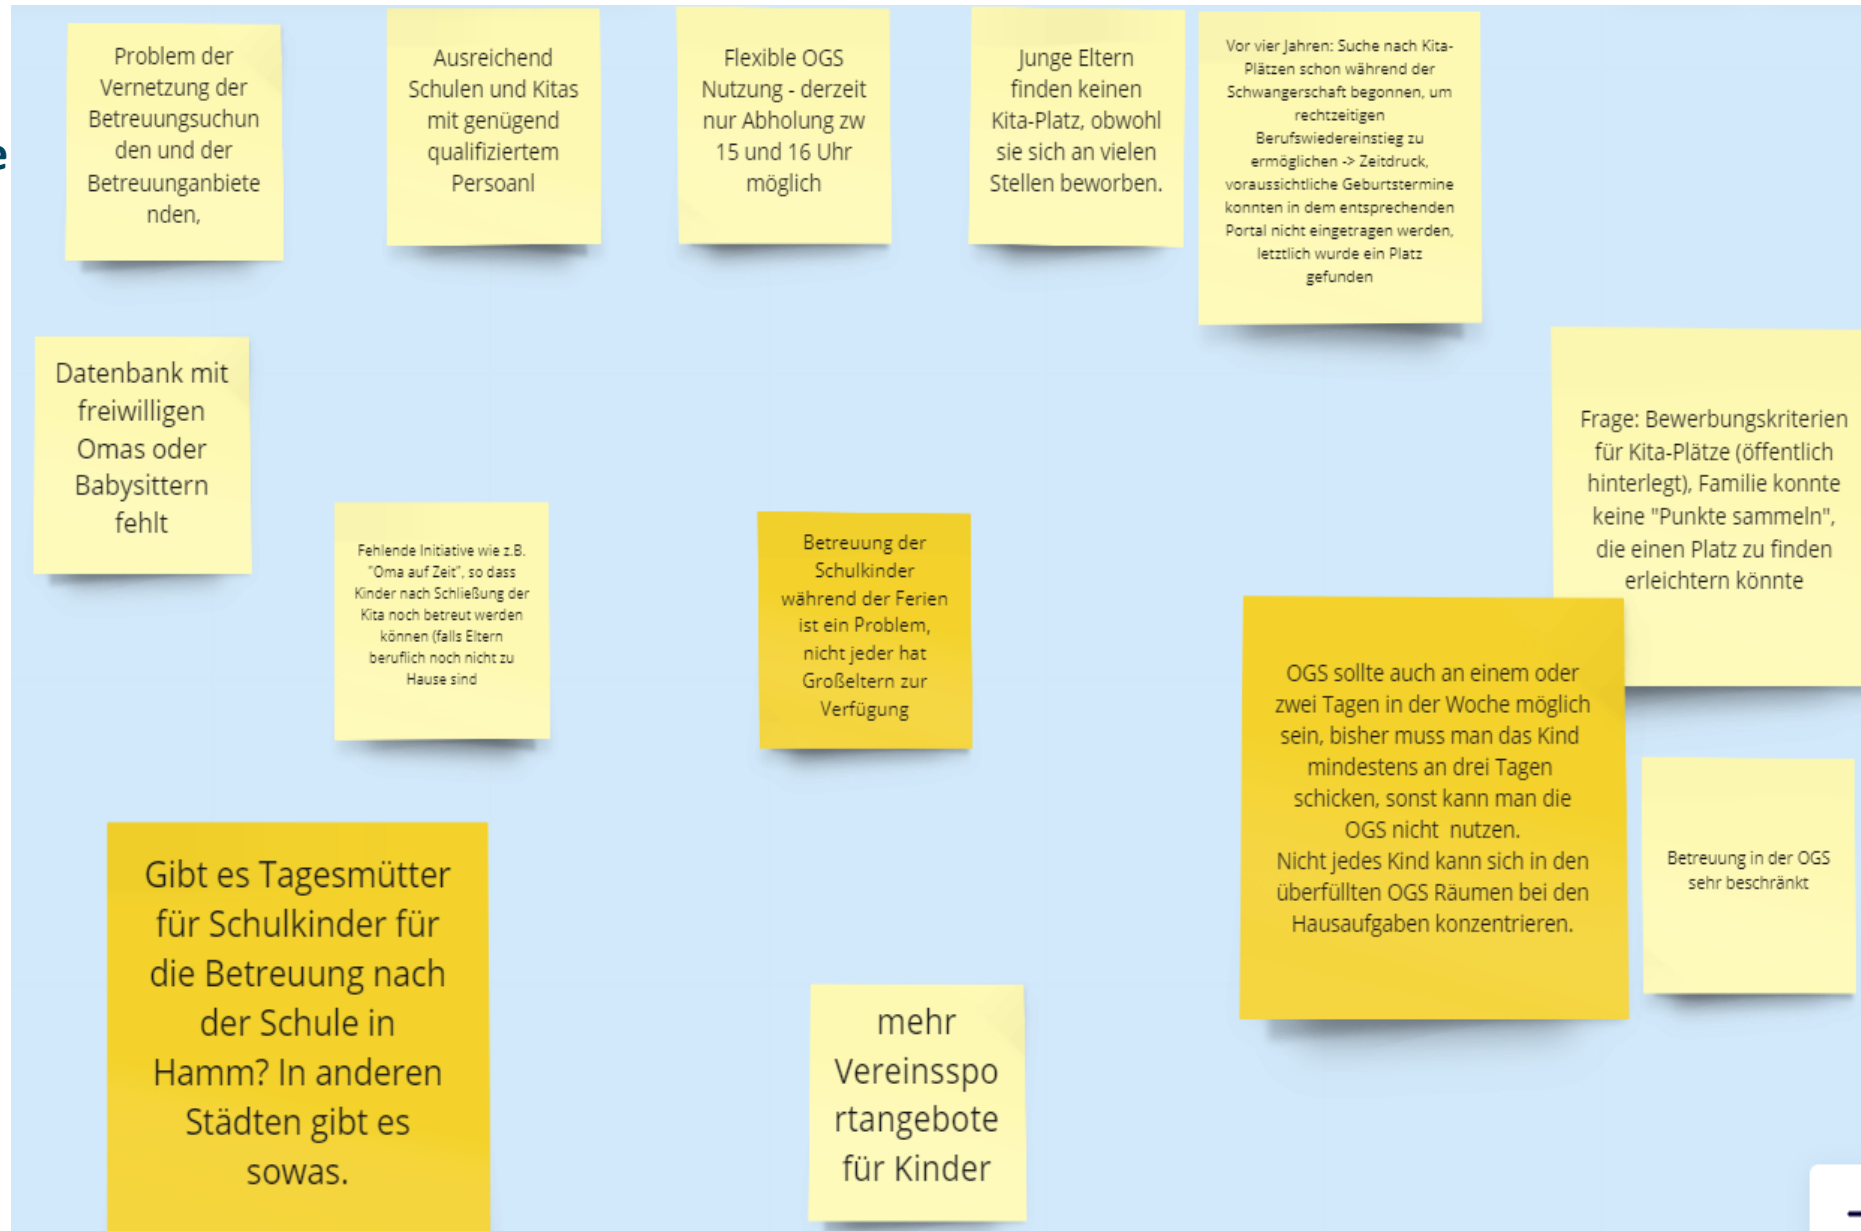 e
Problem der
Vernetzung der
Betreuungsuchun
den und der
Betreuunganbiete
nden,
Ausreichend
Schulen und Kitas
mit genügend
qualifiziertem
Persoanl
Flexible OGS
Nutzung - derzeit
nur Abholung zw
15 und 16 Uhr
möglich
Junge Eltern
finden keinen
Kita-Platz, obwohl
sie sich an vielen
Stellen beworben.
Vor vier Jahren: Suche nach Kita-
Plätzen schon während der
Schwangerschaft begonnen, um
rechtzeitigen
Berufswiedereinstieg zu
ermöglichen -> Zeitdruck,
voraussichtliche Geburtstermine
konnten in dem entsprechenden
Portal nicht eingetragen werden,
letztlich wurde ein Platz
gefunden
Datenbank mit
freiwilligen
Omas oder
Babysittern
fehlt
Fehlende Initiative wie z.B.
"Oma auf Zeit", so dass
Kinder nach Schließung der
Kita noch betreut werden
können (falls Eltern
beruflich noch nicht zu
Hause sind
Betreuung der
Schulkinder
während der Ferien
ist ein Problem,
nicht jeder hat
Großeltern zur
Verfügung
Frage: Bewerbungskriterien
für Kita-Plätze (öffentlich
hinterlegt), Familie konnte
keine "Punkte sammeln",
die einen Platz zu finden
erleichtern könnte
OGS sollte auch an einem oder
zwei Tagen in der Woche möglich
sein, bisher muss man das Kind
mindestens an drei Tagen
schicken, sonst kann man die
OGS nicht nutzen.
Nicht jedes Kind kann sich in den
überfüllten OGS Räumen bei den
Hausaufgaben konzentrieren.
Betreuung in der OGS
sehr beschränkt
Gibt es Tagesmütter
für Schulkinder für
die Betreuung nach
der Schule in
Hamm? In anderen
Städten gibt es
sowas.
mehr
Vereinsspo
rtangebote
für Kinder